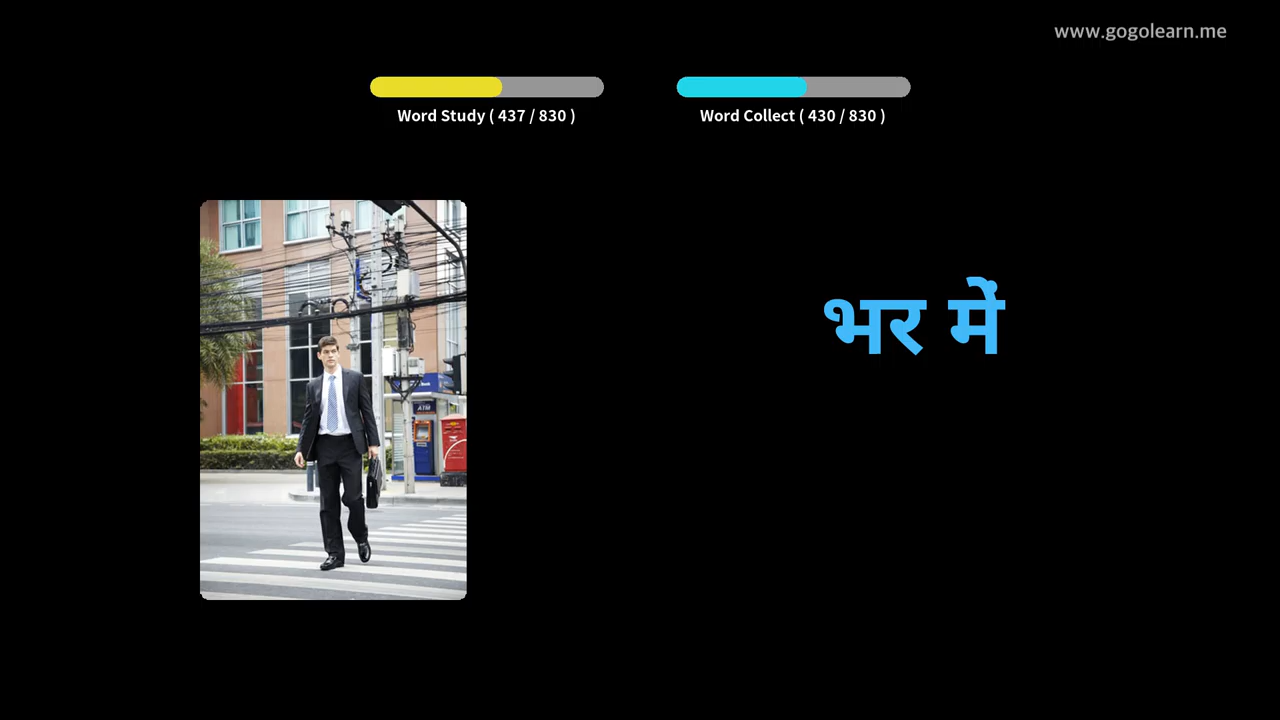 www.gogolearn.me
Word Study ( 437 / 830 )
Word Collect ( 430 / 830 )
भर में
ATM